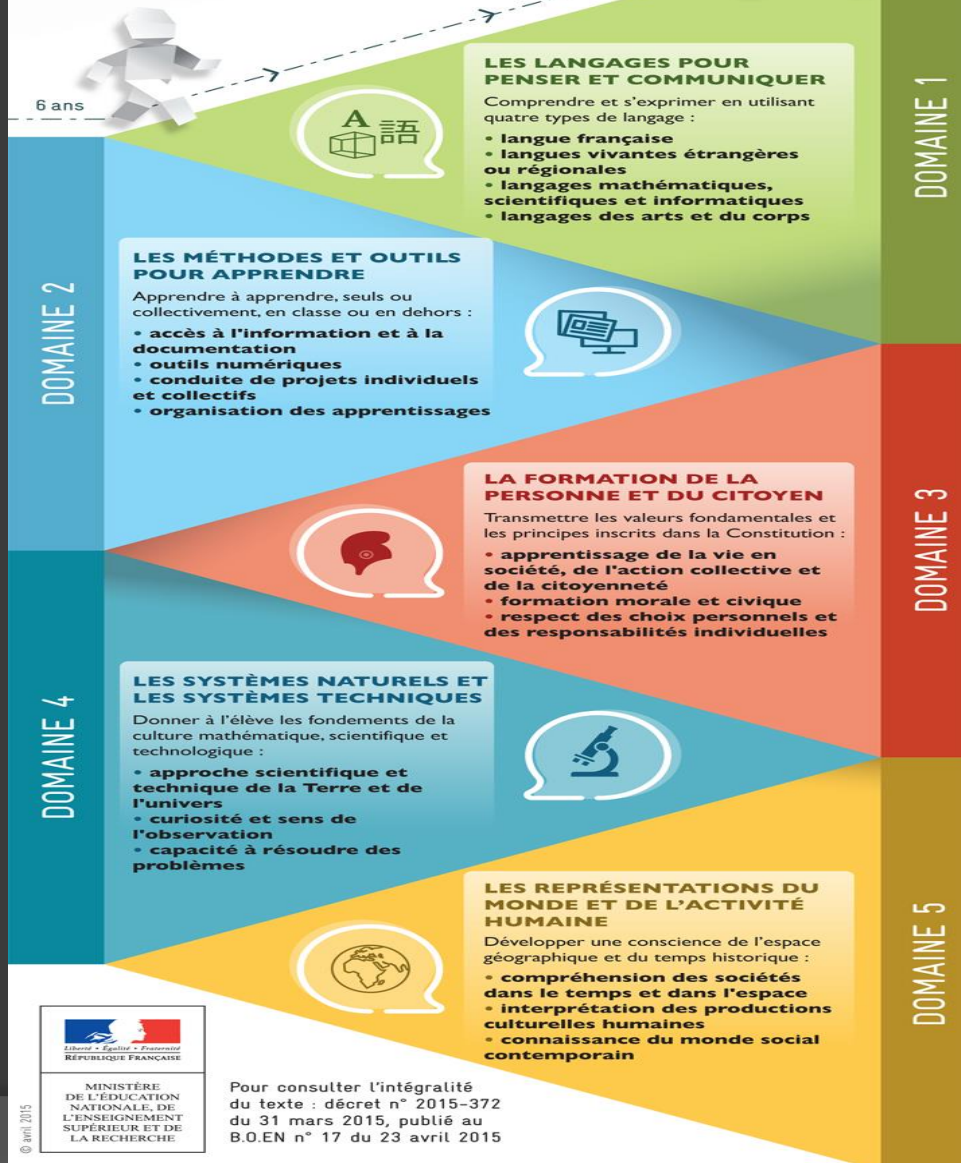 6 ans
LES LANGAGES POUR
PENSER ET COMMUNIQUER
Comprendre et s'exprimer en utilisant
quatre types de langage :
• langue française
• langues vivantes étrangères
ou régionales
• langages mathématiques,
scientifiques et informatiques
• langages des arts et du corps
A 語
DOMAINE 1
LES MÉTHODES ET OUTILS
POUR APPRENDRE
Apprendre à apprendre, seuls ou
collectivement, en classe ou en dehors :
• accès à l'information et à la
documentation
• outils numériques
• conduite de projets individuels
et collectifs
• organisation des apprentissages
DOMAINE 2
LA FORMATION DE LA
PERSONNE ET DU CITOYEN
Transmettre les valeurs fondamentales et
les principes inscrits dans la Constitution :
• apprentissage de la vie en
société, de l'action collective et
de la citoyenneté
• formation morale et civique
• respect des choix personnels et
des responsabilités individuelles
DOMAINE 3
LES SYSTÈMES NATURELS ET
LES SYSTÈMES TECHNIQUES
Donner à l'élève les fondements de la
culture mathématique, scientifique et
technologique :
• approche scientifique et
technique de la Terre et de
l'univers
• curiosité et sens de
l'observation
• capacité à résoudre des
problèmes
DOMAINE 4
LES REPRÉSENTATIONS DU
MONDE ET DE L'ACTIVITÉ
HUMAINE
Développer une conscience de l'espace
géographique et du temps historique :
• compréhension des sociétés
dans le temps et dans l'espace
• interprétation des productions
culturelles humaines
• connaissance du monde social
contemporain
DOMAINE 5
Liberté • Égalité • Fraternité
RÉPUBLIQUE FRANÇAISE
MINISTÈRE
DE L'ÉDUCATION
NATIONALE, DE
L'ENSEIGNEMENT
SUPÉRIEUR ET DE
LA RECHERCHE
© avril 2015
Pour consulter l'intégralité
du texte : décret n° 2015-372
du 31 mars 2015, publié au
B.O.EN n° 17 du 23 avril 2015